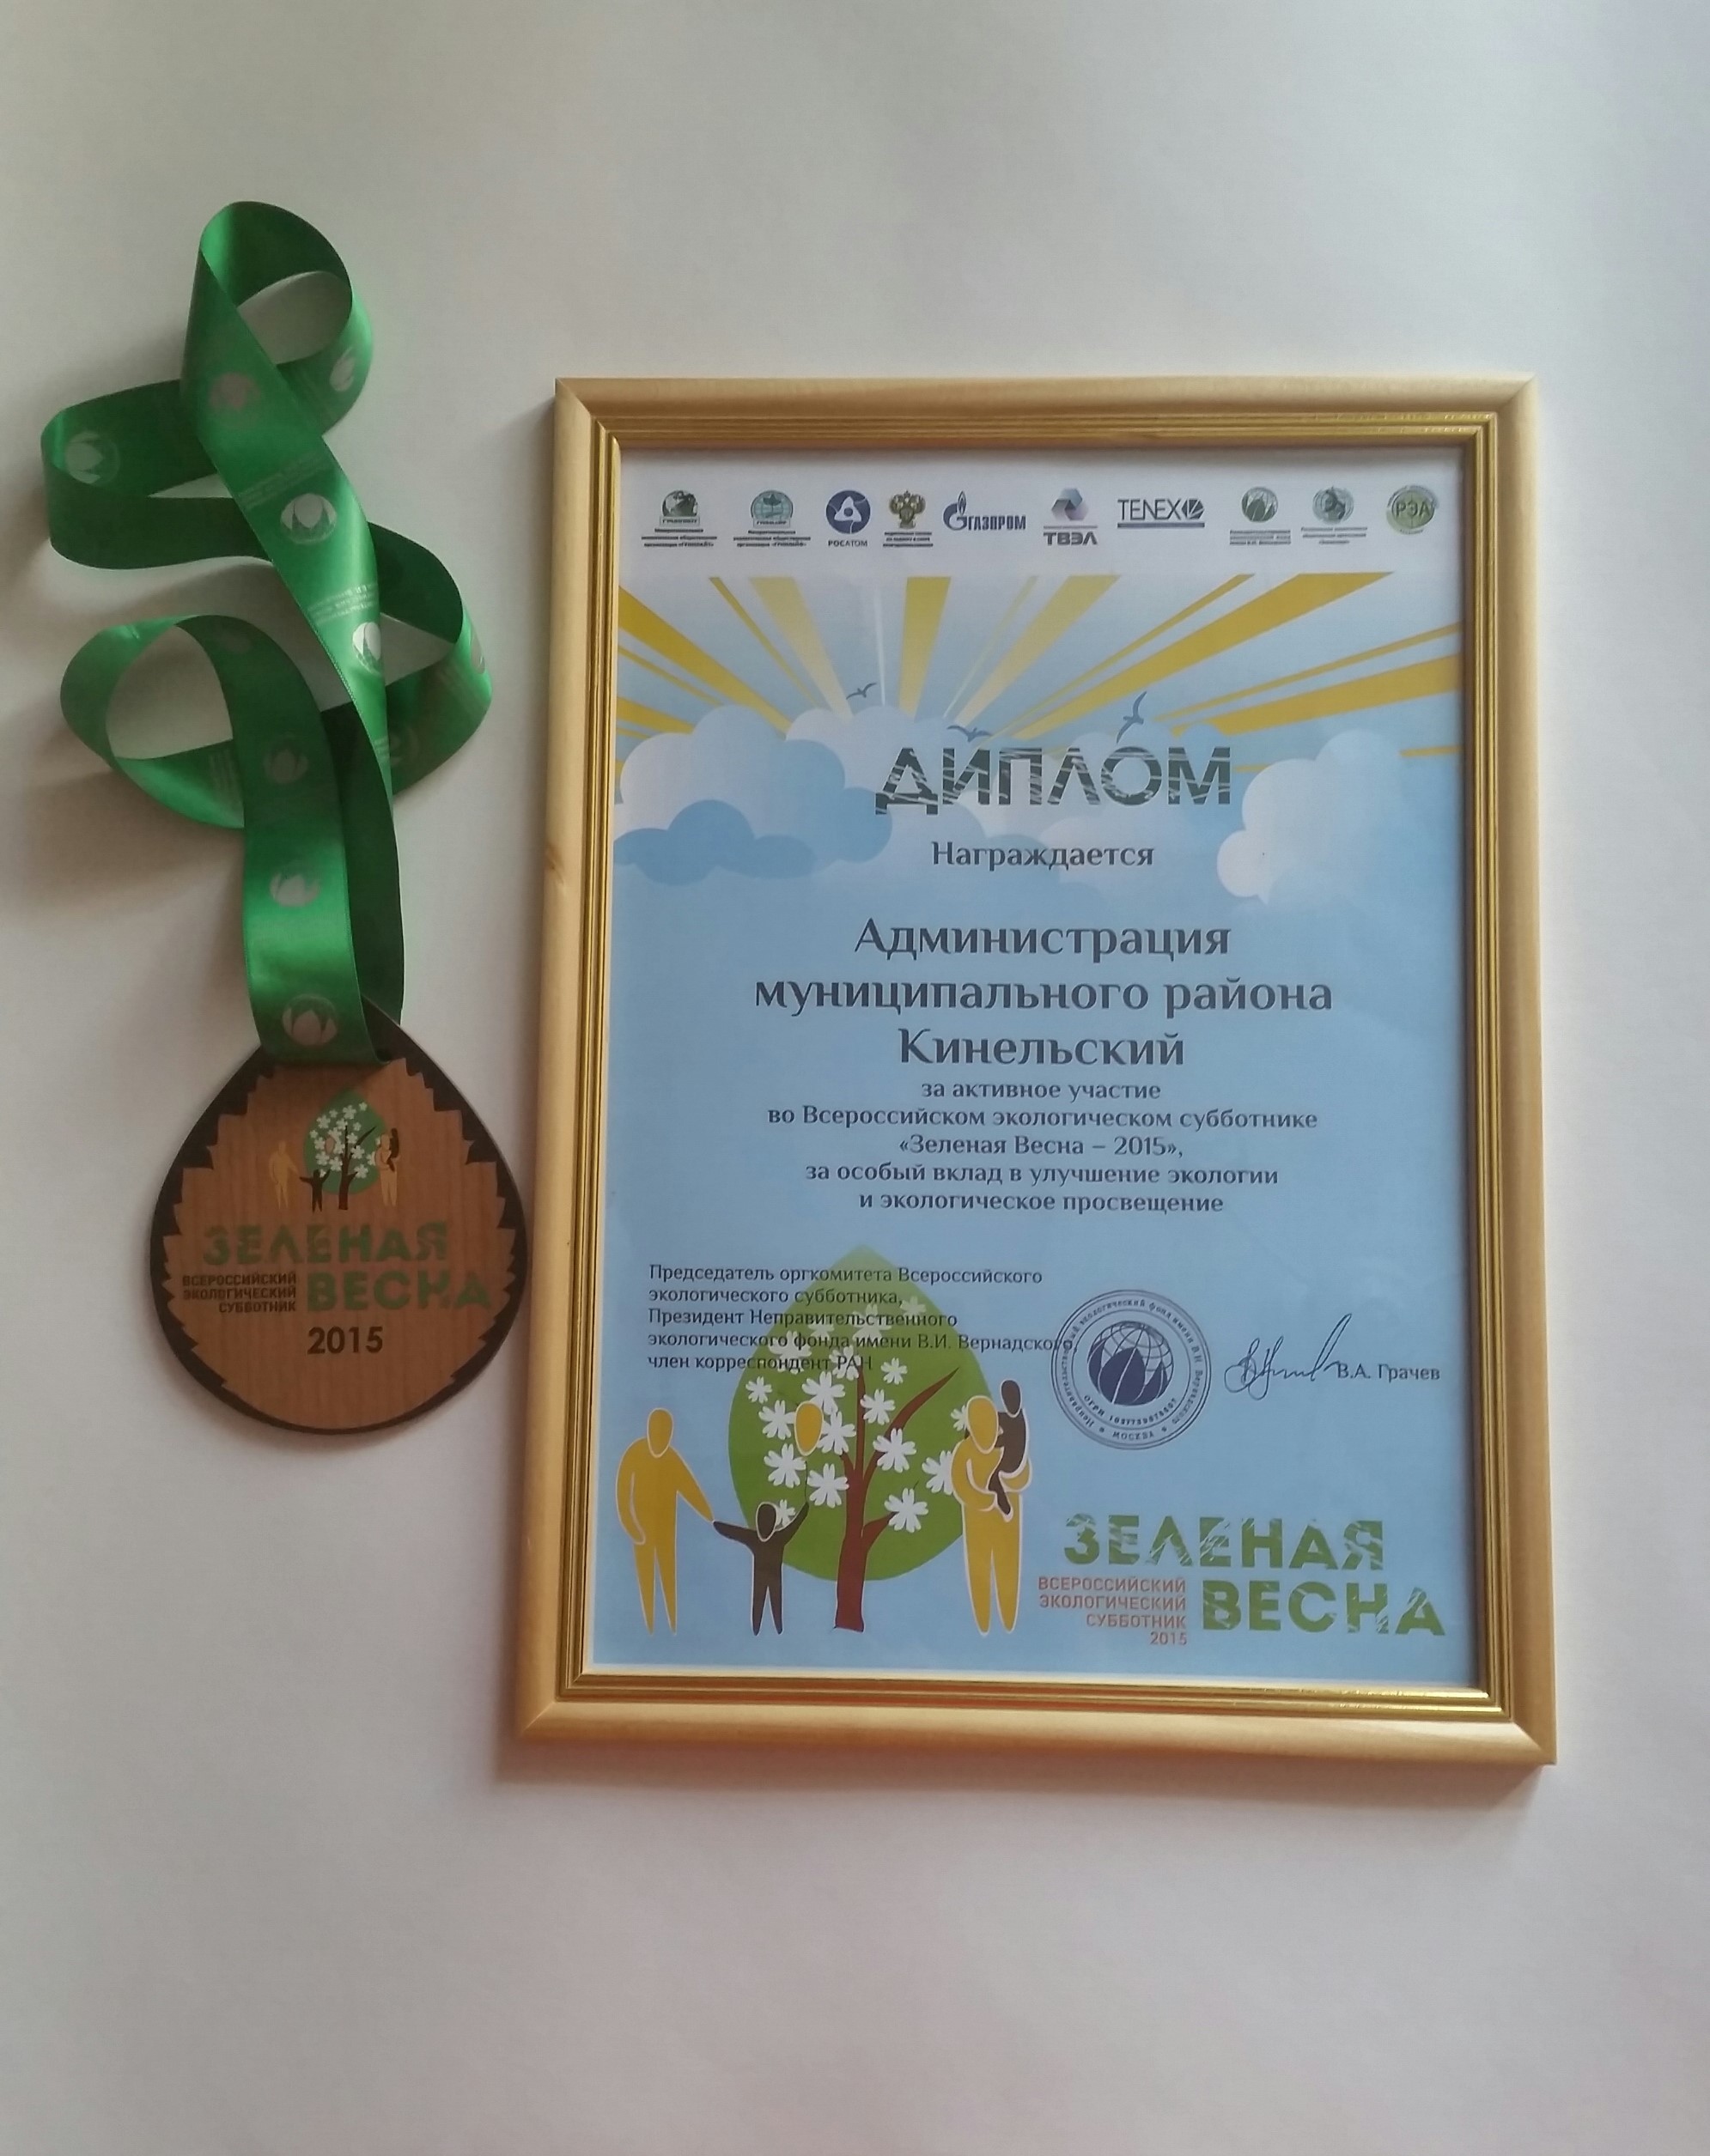 РОСАТОМ
ГАЗПРОМ
ТВЭЛ
TENEX
РЭА
ДИПЛОМ
Награждается
Администрация
муниципального района
Кинельский
за активное участие
во Всероссийском экологическом субботнике
«Зеленая Весна – 2015»,
за особый вклад в улучшение экологии
и экологическое просвещение
Председатель оргкомитета Всероссийского
экологического субботника,
Президент Неправительственного
экологического фонда имени В.И. Вернадского,
член корреспондент РАН
МОСКВА
В.А. Грачев
ЗЕЛЕНАЯ
ВЕСНА
ВСЕРОССИЙСКИЙ
ЭКОЛОГИЧЕСКИЙ
СУББОТНИК
2015
ЗЕЛЕНАЯ
ВЕСНА
ВСЕРОССИЙСКИЙ
ЭКОЛОГИЧЕСКИЙ
СУББОТНИК
2015